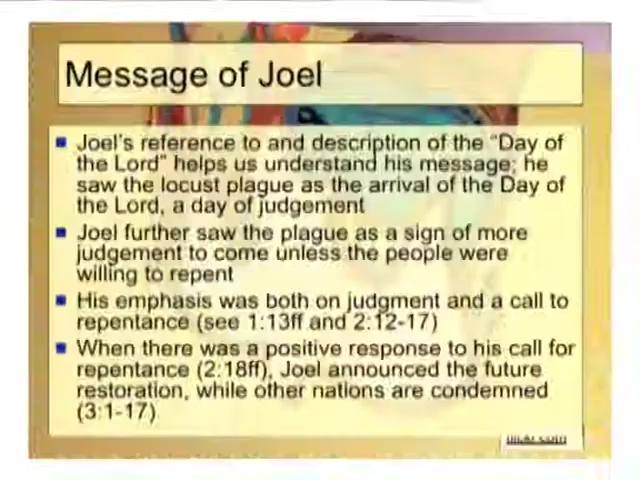 Message of Joel
Joel's reference to and description of the "Day of
the Lord" helps us understand his message; he
saw the locust plague as the arrival of the Day of
the Lord, a day of judgement
Joel further saw the plague as a sign of more
judgement to come unless the people were
willing to repent
His emphasis was both on judgment and a call to
repentance (see 1:13ff and 2:12-17)
When there was a positive response to his call for
repentance (2:18ff), Joel announced the future
restoration, while other nations are condemned
(3:1-17)